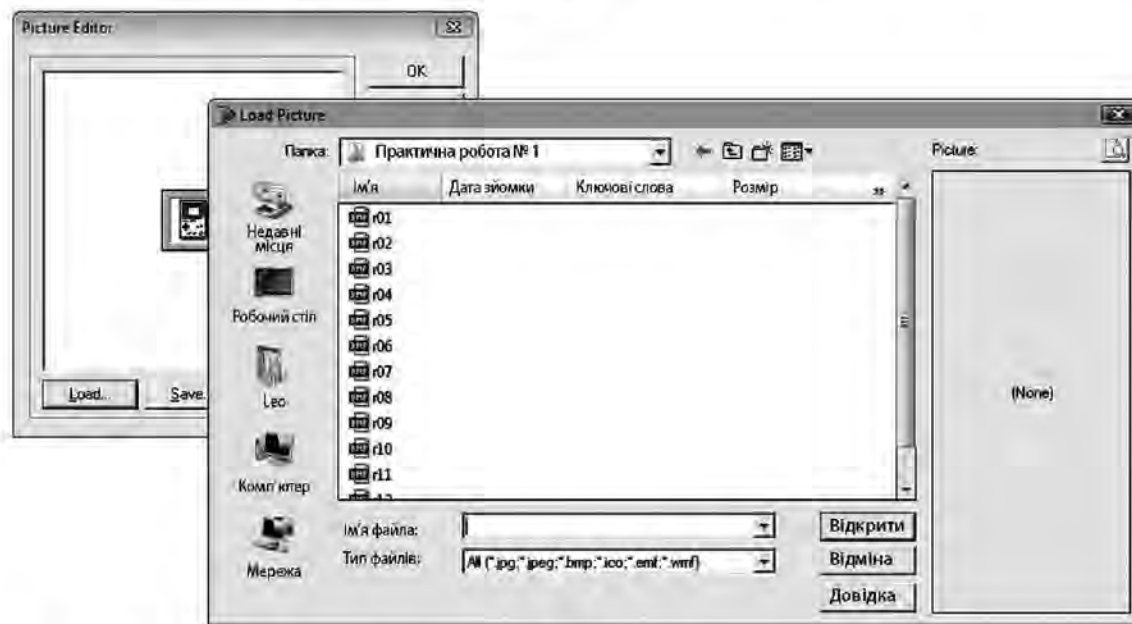 Picture Editor
OK
Load...
Save.
Load Picture
Папка:
Практична робота № 1
Picture:
Ім'я
Дата зйомки
Ключові слова
Розмір
»
Недавні
місця
Робочий стіл
Leo
Комп'ютер
Мережа
r01
r02
r03
r04
r05
r06
r07
r08
r09
r10
r11
(None)
Ім'я файла:
Відкрити
Тип файлів:
All (*.jpg;*.jpeg;*.bmp;*.ico;*.emf;*.wmf)
Відміна
Довідка